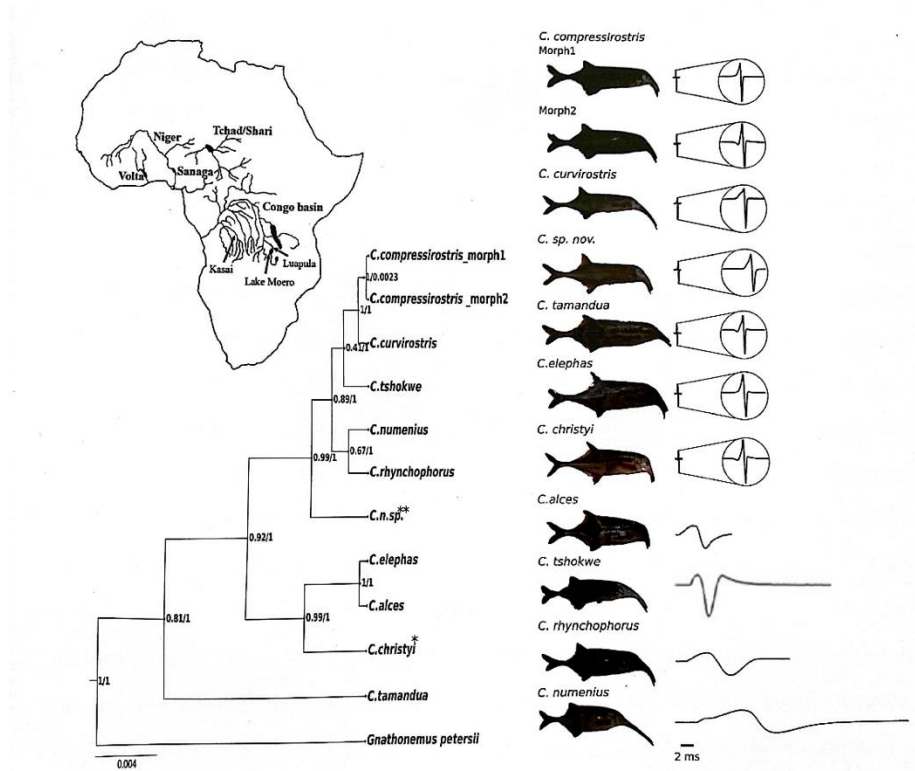 Niger
Tchad/Shari
Volta
Sanaga
Congo basin
Kasai
Luapula
Lake Moero
C.compressirostris_morph1
1/0.0023
C.compressirostris_morph2
1/1
C.curvirostris
0.41/1
C.tshokwe
0.89/1
C.numenius
0.99/1
0.67/1
C.rhynchophorus
C.n.sp.**
0.92/1
C.elephas
1/1
C.alces
0.81/1
0.99/1
C.christyi*
1/1
C.tamandua
Gnathonemus petersii
0.004
C. compressirostris
Morph1
Morph2
C. curvirostris
C. sp. nov.
C. tamandua
C.elephas
C. christyi
C.alces
C. tshokwe
C. rhynchophorus
C. numenius
2 ms